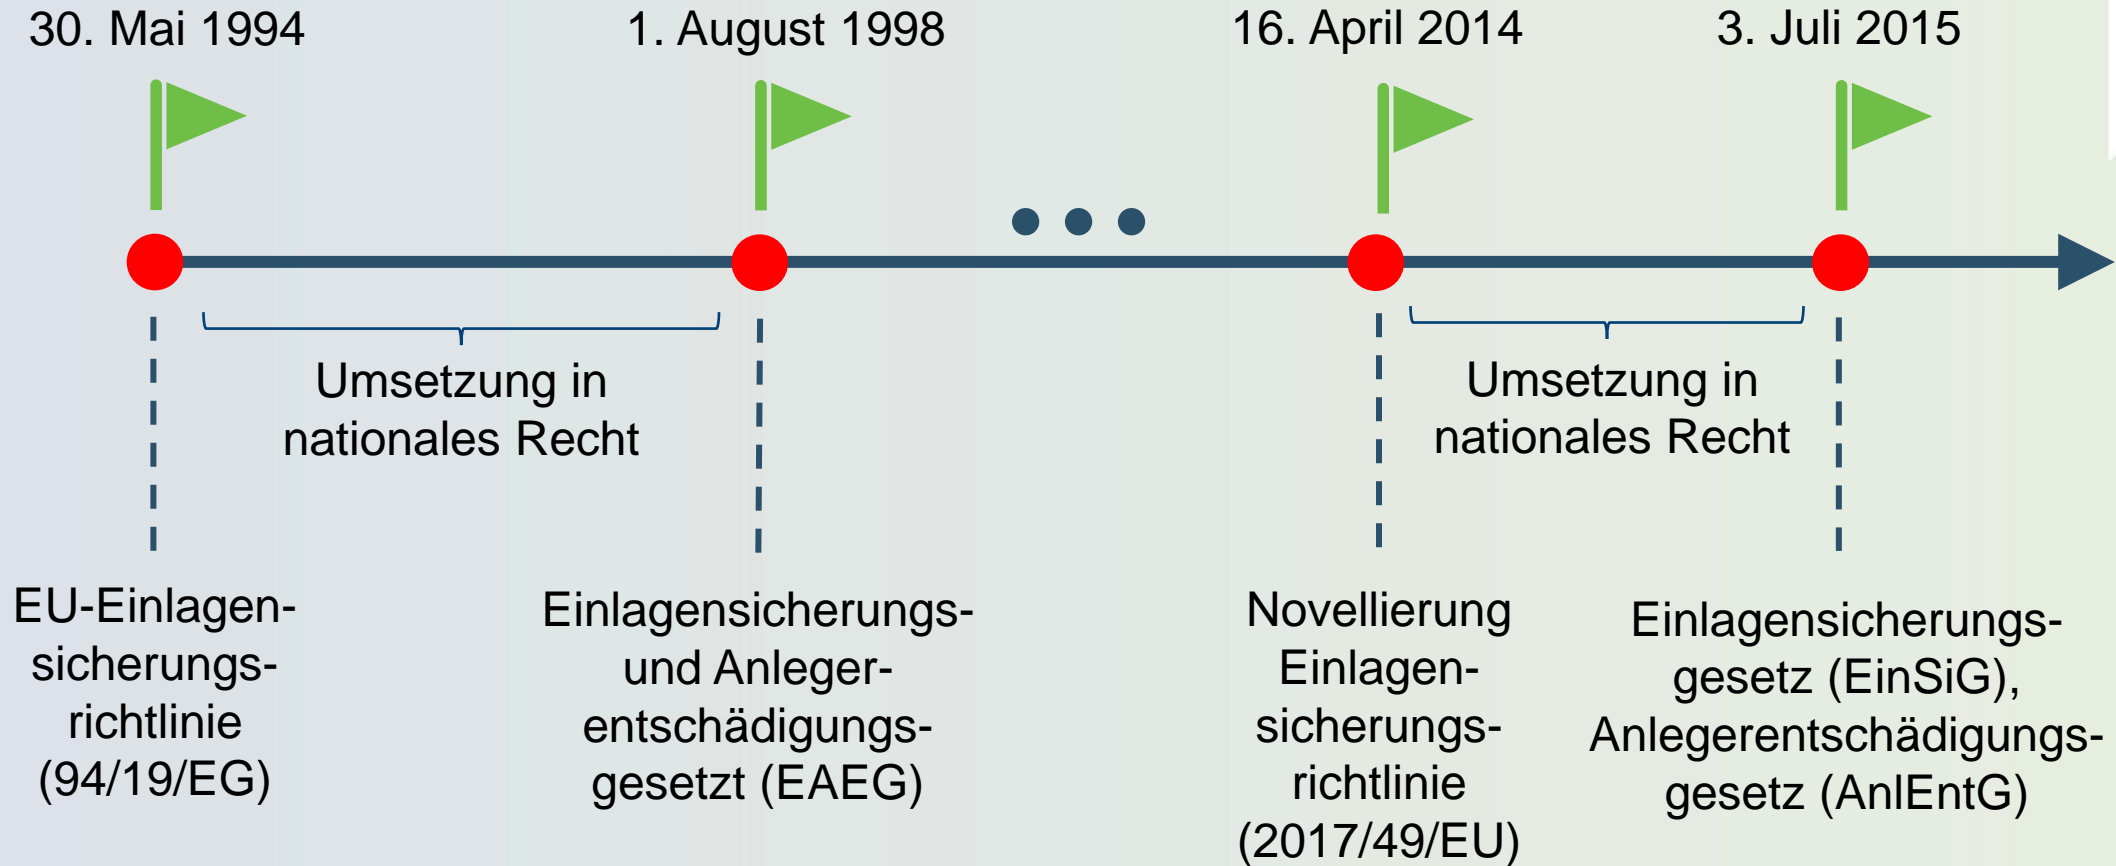 30. Mai 1994
1. August 1998
16. April 2014
3. Juli 2015
Umsetzung in
nationales Recht
Umsetzung in
nationales Recht
EU-Einlagen-
sicherungs-
richtlinie
(94/19/EG)
Einlagensicherungs-
und Anleger-
entschädigungs-
gesetzt (EAEG)
Novellierung
Einlagen-
sicherungs-
richtlinie
(2017/49/EU)
Einlagensicherungs-
gesetz (EinSiG),
Anlegerentschädigungs-
gesetz (AnlEntG)